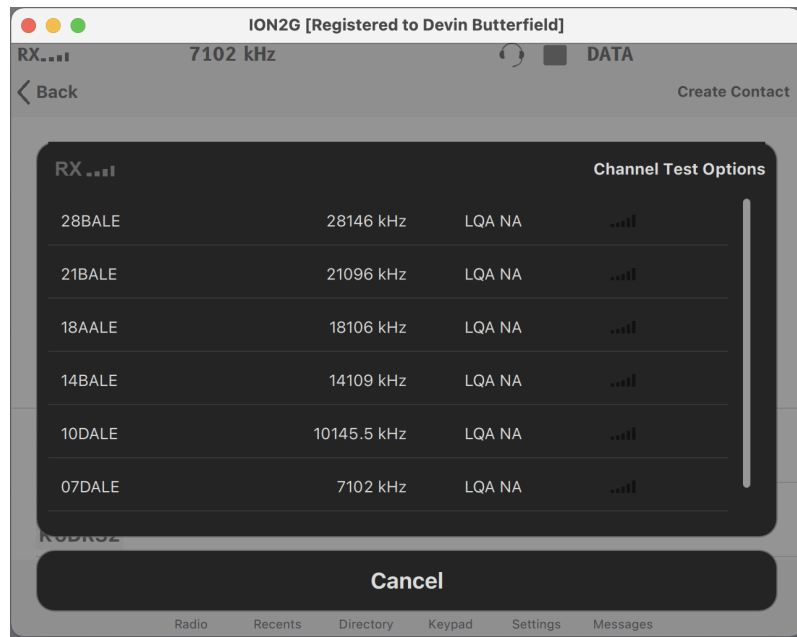 ION2G [Registered to Devin Butterfield]
RX 7102 kHz DATA
Back Create Contact
RX Channel Test Options
28BALE 28146 kHz LQA NA
21BALE 21096 kHz LQA NA
18AALE 18106 kHz LQA NA
14BALE 14109 kHz LQA NA
10DALE 10145.5 kHz LQA NA
07DALE 7102 kHz LQA NA
Cancel
Radio Recents Directory Keypad Settings Messages